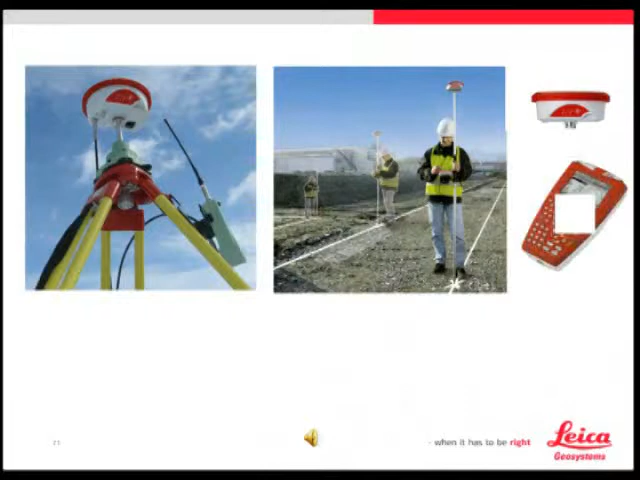 - when it has to be right
Leica
Geosystems